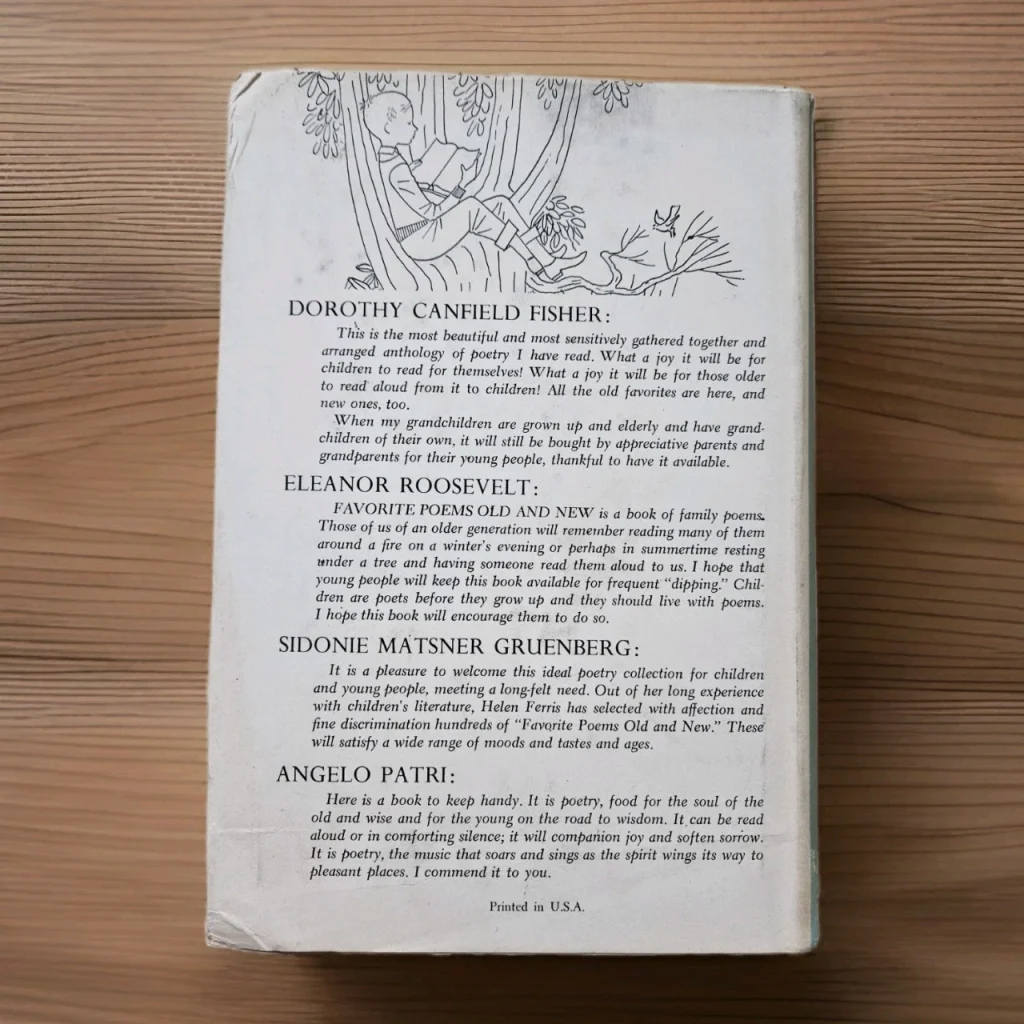 DOROTHY CANFIELD FISHER:
This is the most beautiful and most sensitively gathered together and
arranged anthology of poetry I have read. What a joy it will be for
children to read for themselves! What a joy it will be for those older
to read aloud from it to children! All the old favorites are here, and
new ones, too.
When my grandchildren are grown up and elderly and have grand-
children of their own, it will still be bought by appreciative parents and
grandparents for their young people, thankful to have it available.
ELEANOR ROOSEVELT:
FAVORITE POEMS OLD AND NEW is a book of family poems.
Those of us of an older generation will remember reading many of them
around a fire on a winter's evening or perhaps in summertime resting
under a tree and having someone read them aloud to us. I hope that
young people will keep this book available for frequent "dipping." Chil-
dren are poets before they grow up and they should live with poems.
I hope this book will encourage them to do so.
SIDONIE MATSNER GRUENBERG:
It is a pleasure to welcome this ideal poetry collection for children
and young people, meeting a long-felt need. Out of her long experience
with children's literature, Helen Ferris has selected with affection and
fine discrimination hundreds of "Favorite Poems Old and New." These
will satisfy a wide range of moods and tastes and ages.
ANGELO PATRI:
Here is a book to keep handy. It is poetry, food for the soul of the
old and wise and for the young on the road to wisdom. It can be read
aloud or in comforting silence; it will companion joy and soften sorrow.
It is poetry, the music that soars and sings as the spirit wings its way to
pleasant places. I commend it to you.
Printed in U.S.A.